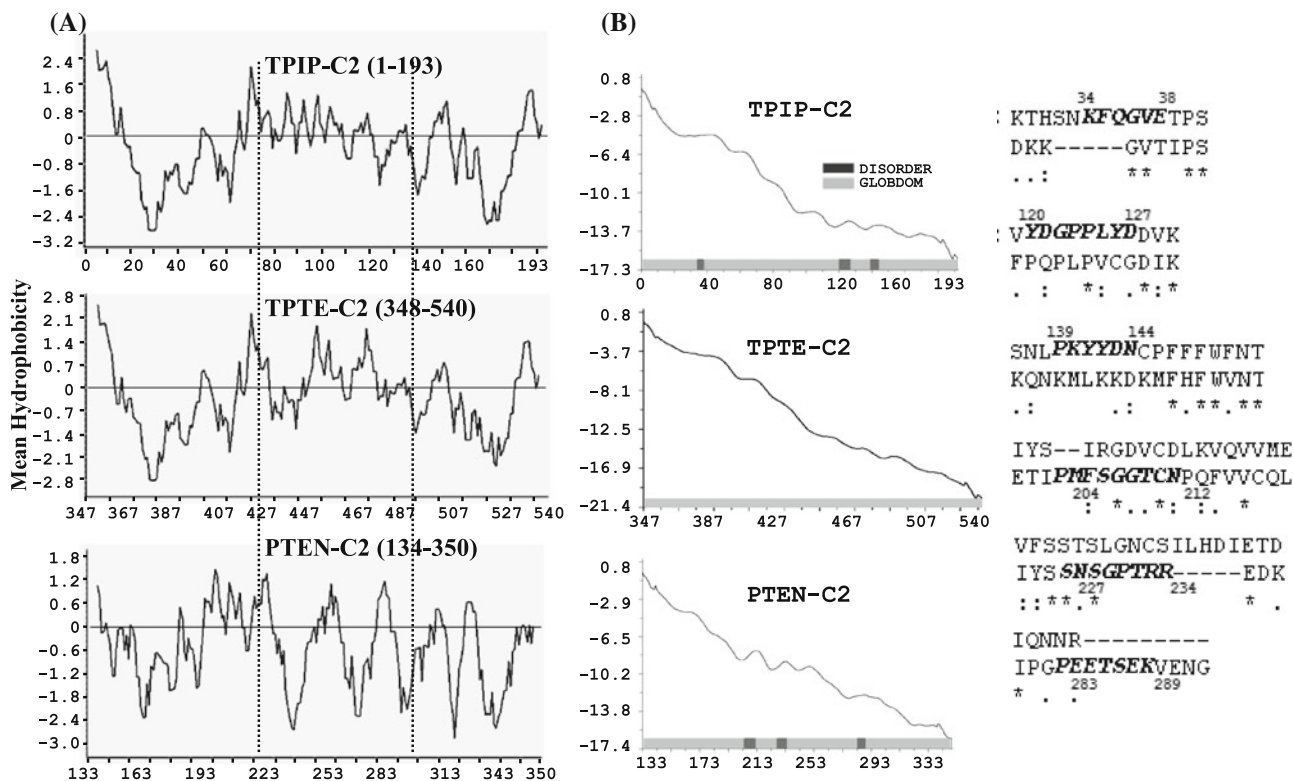 (A)
Mean Hydrophobicity
TPIP-C2 (1-193)
2.4
1.6
0.8
0
-0.8
-1.6
-2.4
-3.2
0 20 40 60 80 100 120 140 160 193
TPTE-C2 (348-540)
2.8
2.1
1.4
0.7
0
-0.7
-1.4
-2.1
-2.8
347 367 387 407 427 447 467 487 507 527 540
PTEN-C2 (134-350)
1.8
1.2
0.6
0
-0.6
-1.2
-1.8
-2.4
-3.0
133 163 193 223 253 283 313 343 350
(B)
TPIP-C2
DISORDER
GLOBDOM
0.8
-2.8
-6.4
-10.1
-13.7
-17.3
0 40 80 120 160 193
TPTE-C2
0.8
-3.7
-8.1
-12.5
-16.9
-21.4
347 387 427 467 507 540
PTEN-C2
0.8
-2.9
-6.5
-10.2
-13.8
-17.4
133 173 213 253 293 343
34 38
: KTHSNKFQGVETPS
DKK-----GVTIPS
..: ** **
120 127
: VYDGPPLYDDVK
FPQPLPVCGDIK
. : *: .*:*
139 144
SNLPKYYDNCPFFFWFNT
KQNKMLKKDKMFHFWVNT
.: .: *.**.**
IYS--IRGDVCDLKVQVVME
ETIPMFSGGTCNPQFVVCQL
204 212
: *..*: :. *
VFSSTSLGNCSILHDIETD
IYSSNSGPTRR-----EDK
227 234
::**.* * .
IQNNR---------
IPGPEETSEKVENG
283 289
* . :